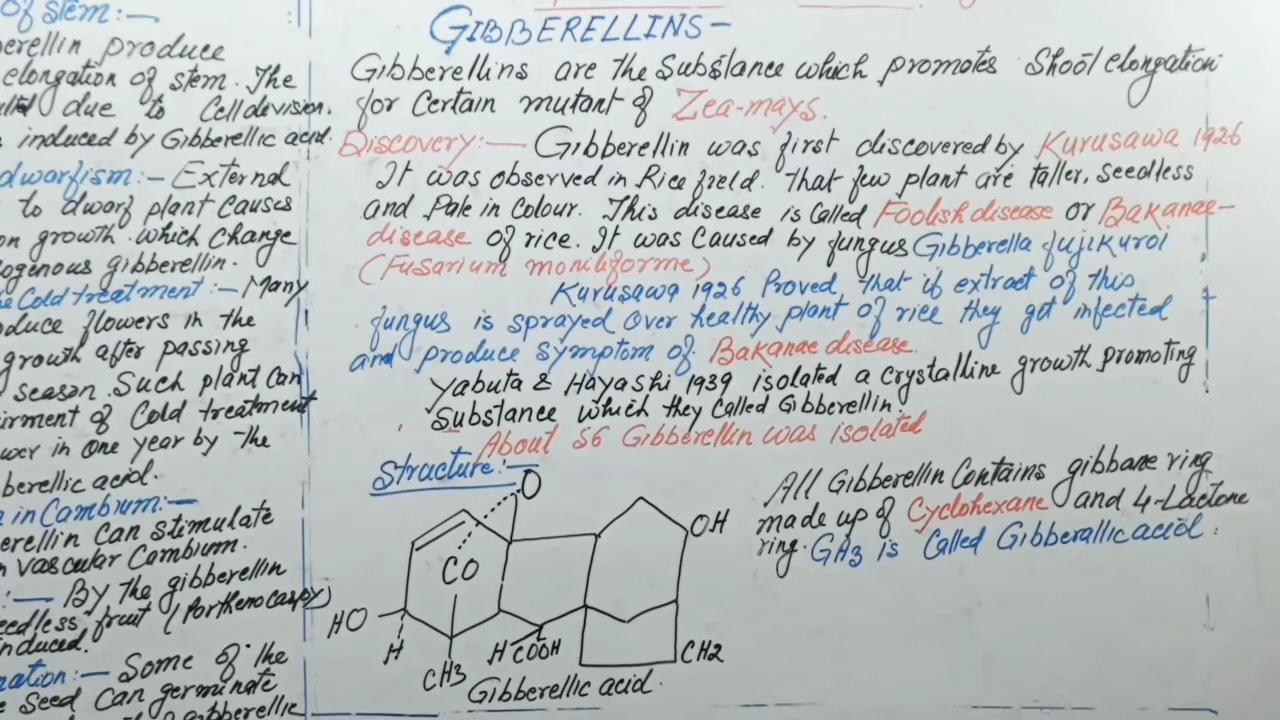 Of Stem:-
berellin produce
elongation of stem. The
due to Cell devision.
induced by Gibberellic acid.
dwarfism:- External
to dwarf plant causes
on growth which change
ogenous gibberellin.
Cold treatment:- Many
oduce flowers in the
growth after passing
season. Such plant can
irment of Cold treatment
wer in one year by the
berellic acid.
in Cambium:-
erellin can stimulate
Vascular Cambium.
:- By the gibberellin
eedless fruit (Porthenocaspy)
induced.
nation:- Some of the
seed can germinate
gibberellic
GIBBERELLINS-
Gibberellins are the Substance which promotes Shoot elongation
for Certain mutant of Zea-mays.
Discovery:- Gibberellin was first discovered by Kurusawa 1926
It was observed in Rice field. That few plant are taller, Seedless
and Pale in Colour. This disease is Called Foolish disease or Bakanae-
disease of rice. It was Caused by fungus Gibberella fujikuroi
(Fusarium moniliforme)
Kurusawa 1926 Proved that if extract of this
fungus is sprayed over healthy plant of rice they get infected
and produce Symptom of Bakanae disease.
Yabuta & Hayashi 1939 isolated a crystalline growth promoting
Substance which they Called Gibberellin.
About 56 Gibberellin was isolated
Structure:-
All Gibberellin Contains gibbane ring
made up of Cyclohexane and 4-Lactone
ring. GA3 is Called Gibberallic acid.
O
OH
CO
HO
H
CH3
H COOH
CH2
Gibberellic acid.